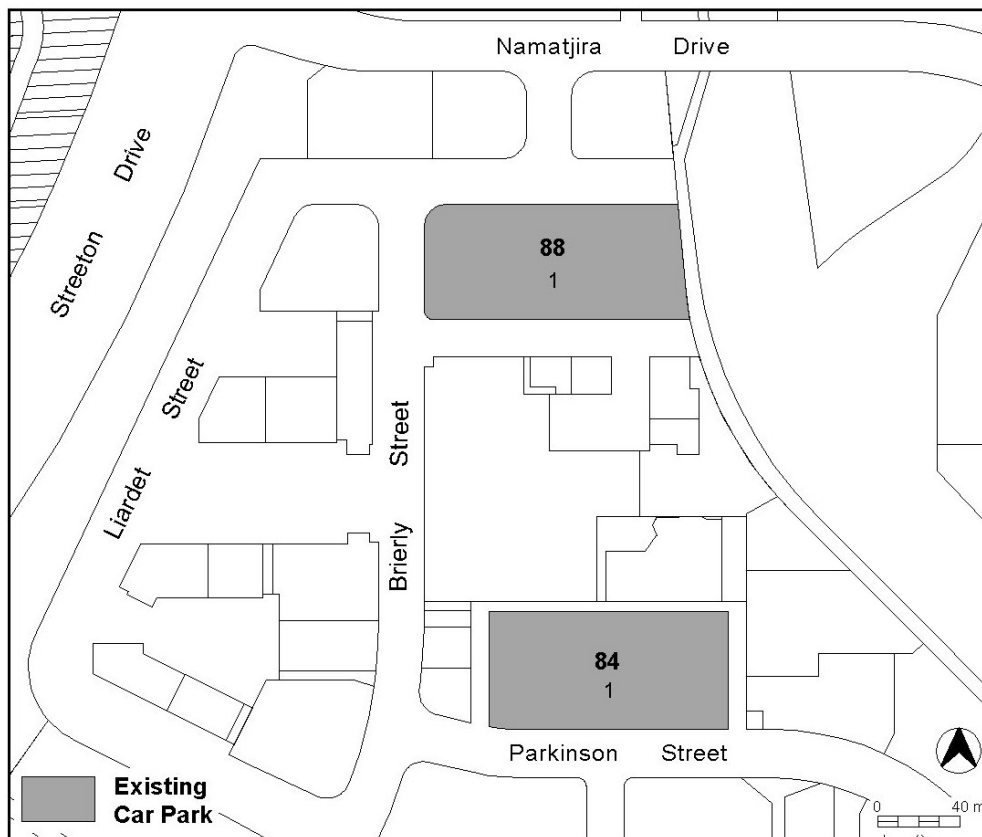 Namatjira Drive
Streeton Drive
88
1
Liardet Street
Brierly Street
84
1
Parkinson Street
Existing
Car Park
0 40 m